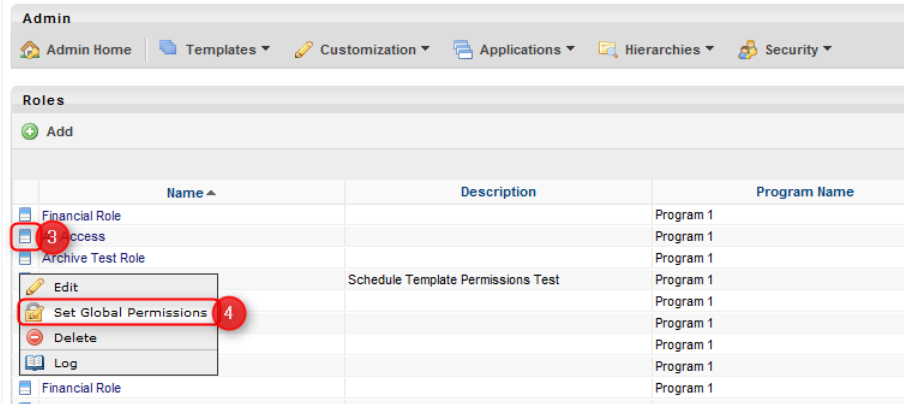 Admin
Admin Home Templates Customization Applications Hierarchies Security
Roles
Add
Name Description Program Name
Financial Role Program 1
3 Access Program 1
Archive Test Role Program 1
Edit Schedule Template Permissions Test Program 1
Set Global Permissions 4 Program 1
Program 1
Delete Program 1
Log Program 1
Financial Role Program 1